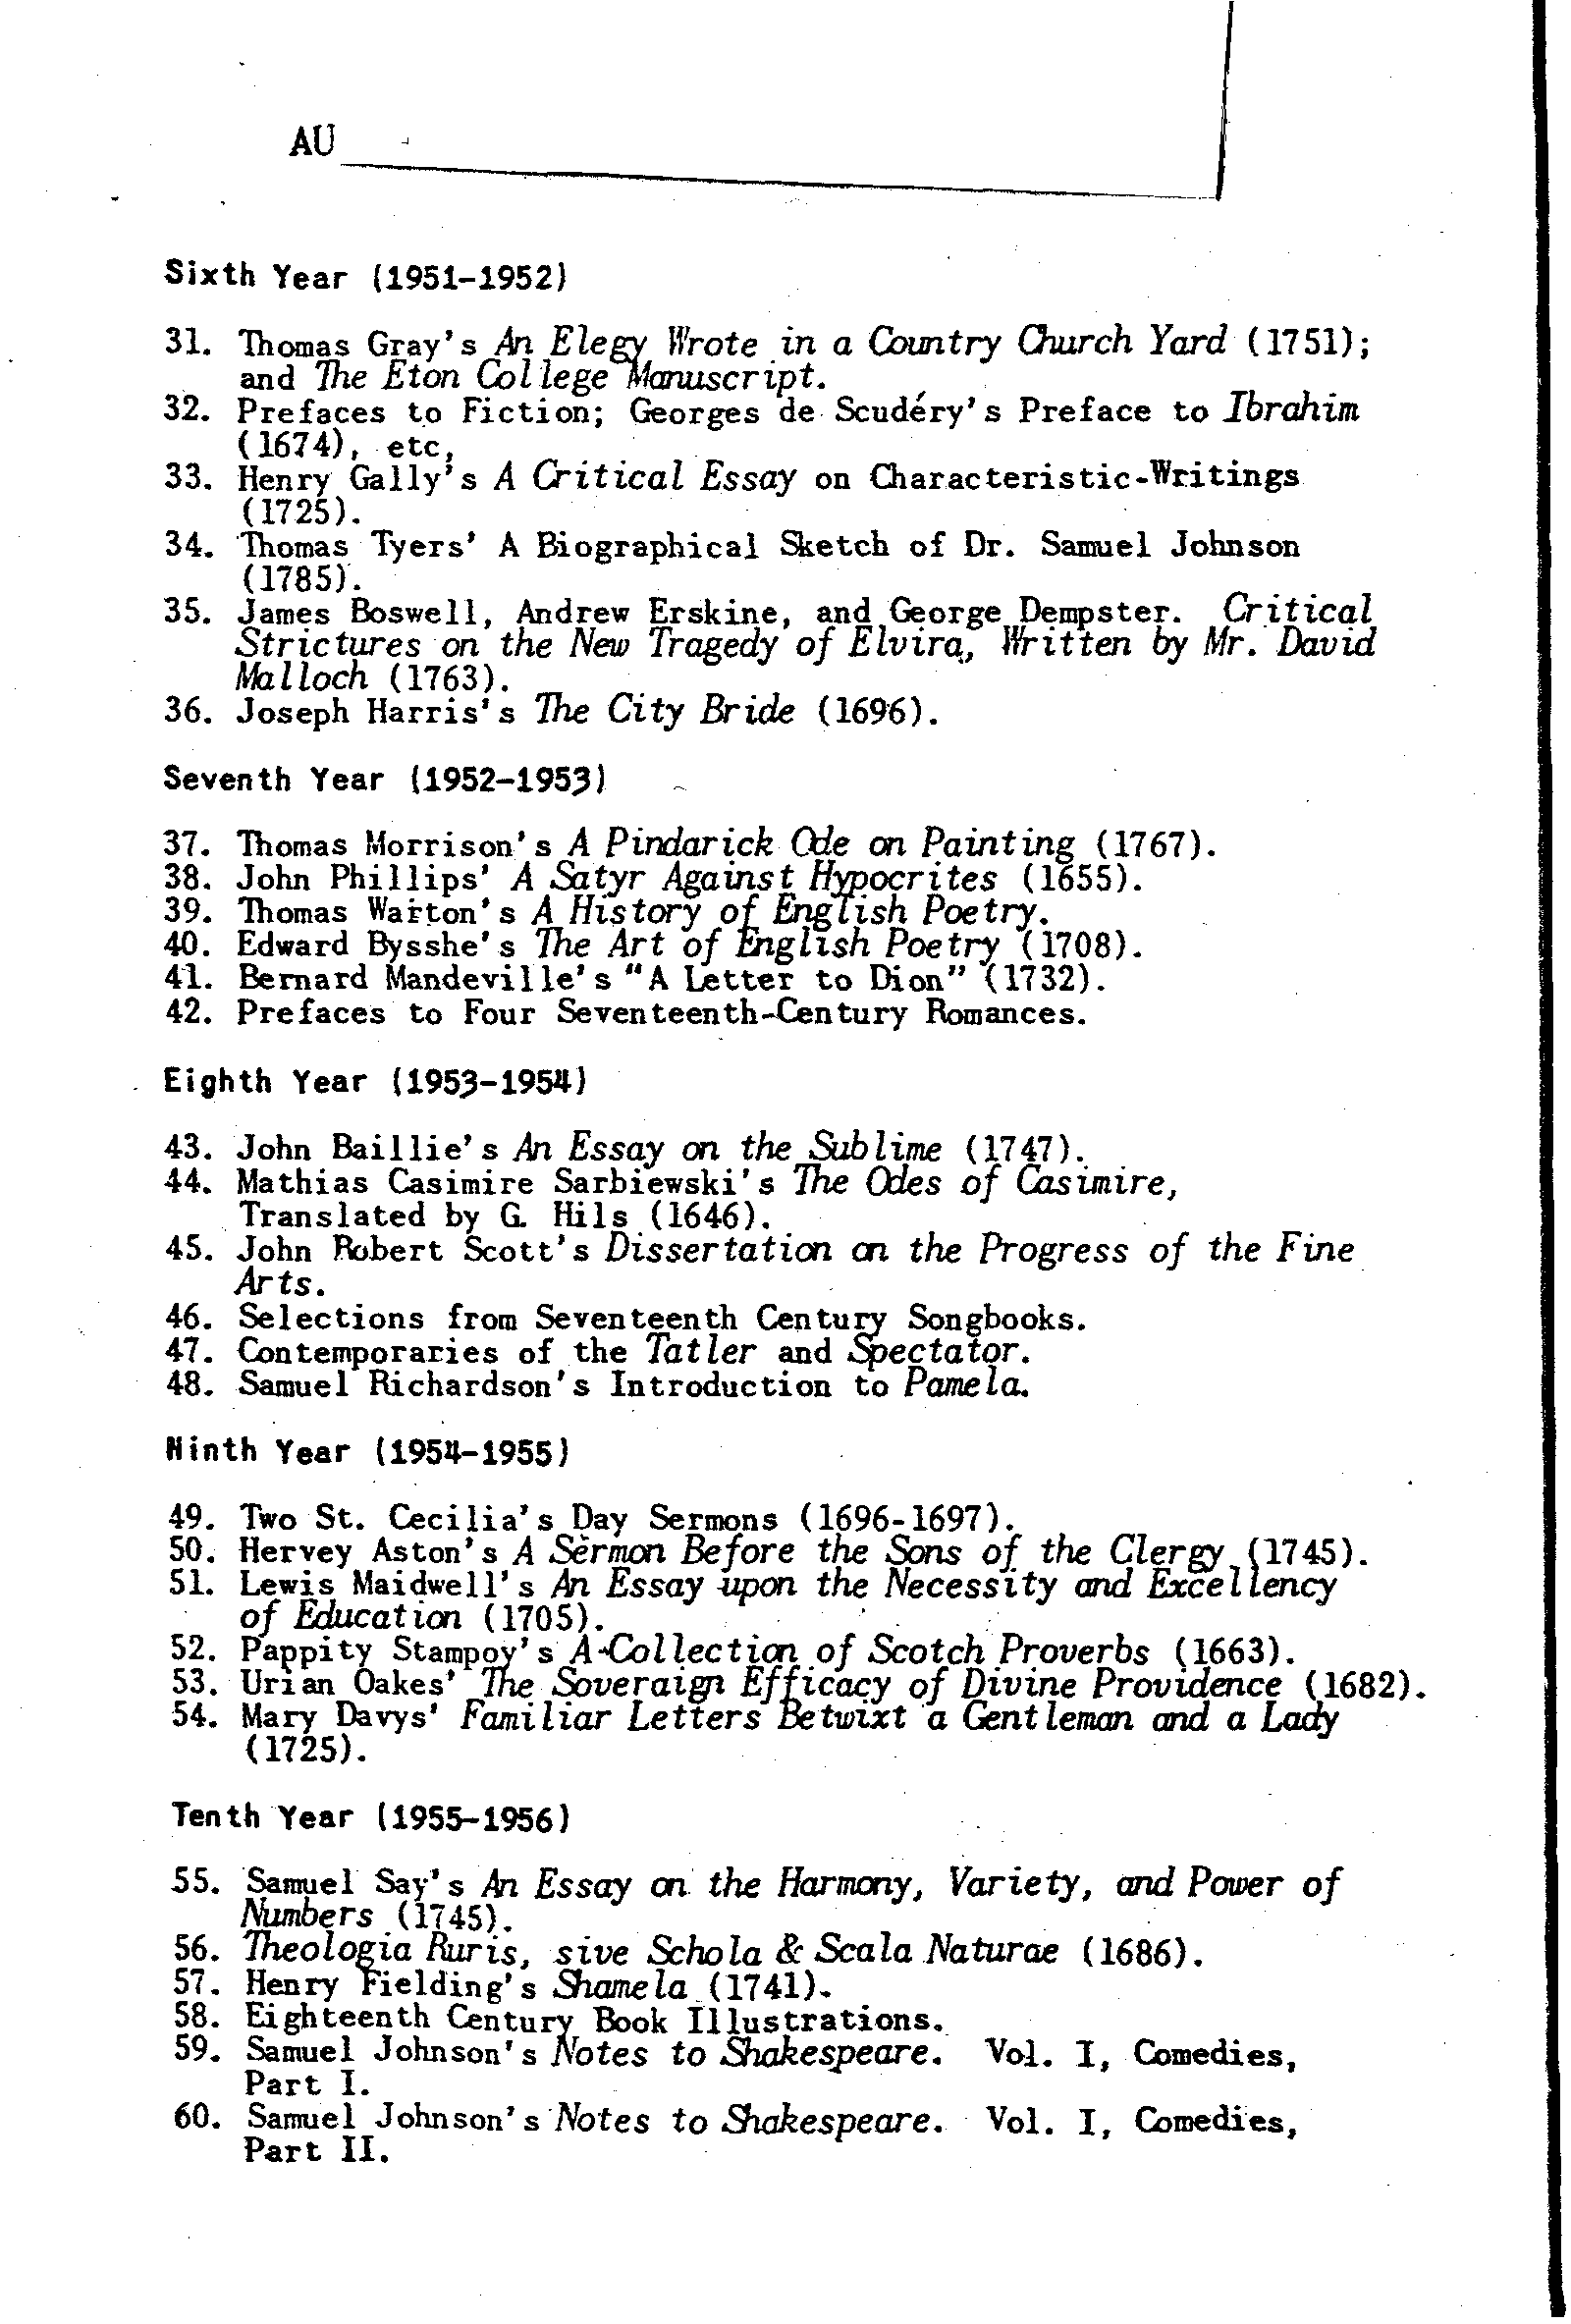 AU
Sixth Year (1951-1952)
31. Thomas Gray's An Elegy Wrote in a Country Church Yard (1751);
and The Eton College Manuscript.
32. Prefaces to Fiction; Georges de Scudéry's Preface to Ibrahim
(1674), etc,
33. Henry Gally's A Critical Essay on Characteristic-Writings
(1725).
34. Thomas Tyers' A Biographical Sketch of Dr. Samuel Johnson
(1785).
35. James Boswell, Andrew Erskine, and George Dempster. Critical
Strictures on the New Tragedy of Elvira, Written by Mr. David
Malloch (1763).
36. Joseph Harris's The City Bride (1696).
Seventh Year (1952-1953)
37. Thomas Morrison's A Pindarick Ode on Painting (1767).
38. John Phillips' A Satyr Against Hypocrites (1655).
39. Thomas Warton's A History of English Poetry.
40. Edward Bysshe's The Art of English Poetry (1708).
41. Bernard Mandeville's "A Letter to Dion" (1732).
42. Prefaces to Four Seventeenth-Century Romances.
Eighth Year (1953-1954)
43. John Baillie's An Essay on the Sublime (1747).
44. Mathias Casimire Sarbiewski's The Odes of Casimire,
Translated by G. Hils (1646).
45. John Robert Scott's Dissertation on the Progress of the Fine
Arts.
46. Selections from Seventeenth Century Songbooks.
47. Contemporaries of the Tatler and Spectator.
48. Samuel Richardson's Introduction to Pamela.
Ninth Year (1954-1955)
49. Two St. Cecilia's Day Sermons (1696-1697).
50. Hervey Aston's A Sermon Before the Sons of the Clergy (1745).
51. Lewis Maidwell's An Essay upon the Necessity and Excellency
of Education (1705).
52. Pappity Stampoy's A Collection of Scotch Proverbs (1663).
53. Urian Oakes' The Soveraign Efficacy of Divine Providence (1682).
54. Mary Davys' Familiar Letters Betwixt a Gentleman and a Lady
(1725).
Tenth Year (1955-1956)
55. Samuel Say's An Essay on the Harmony, Variety, and Power of
Numbers (1745).
56. Theologia Ruris, sive Schola & Scala Naturae (1686).
57. Henry Fielding's Shamela (1741).
58. Eighteenth Century Book Illustrations.
59. Samuel Johnson's Notes to Shakespeare. Vol. I, Comedies,
Part I.
60. Samuel Johnson's Notes to Shakespeare. Vol. I, Comedies,
Part II.